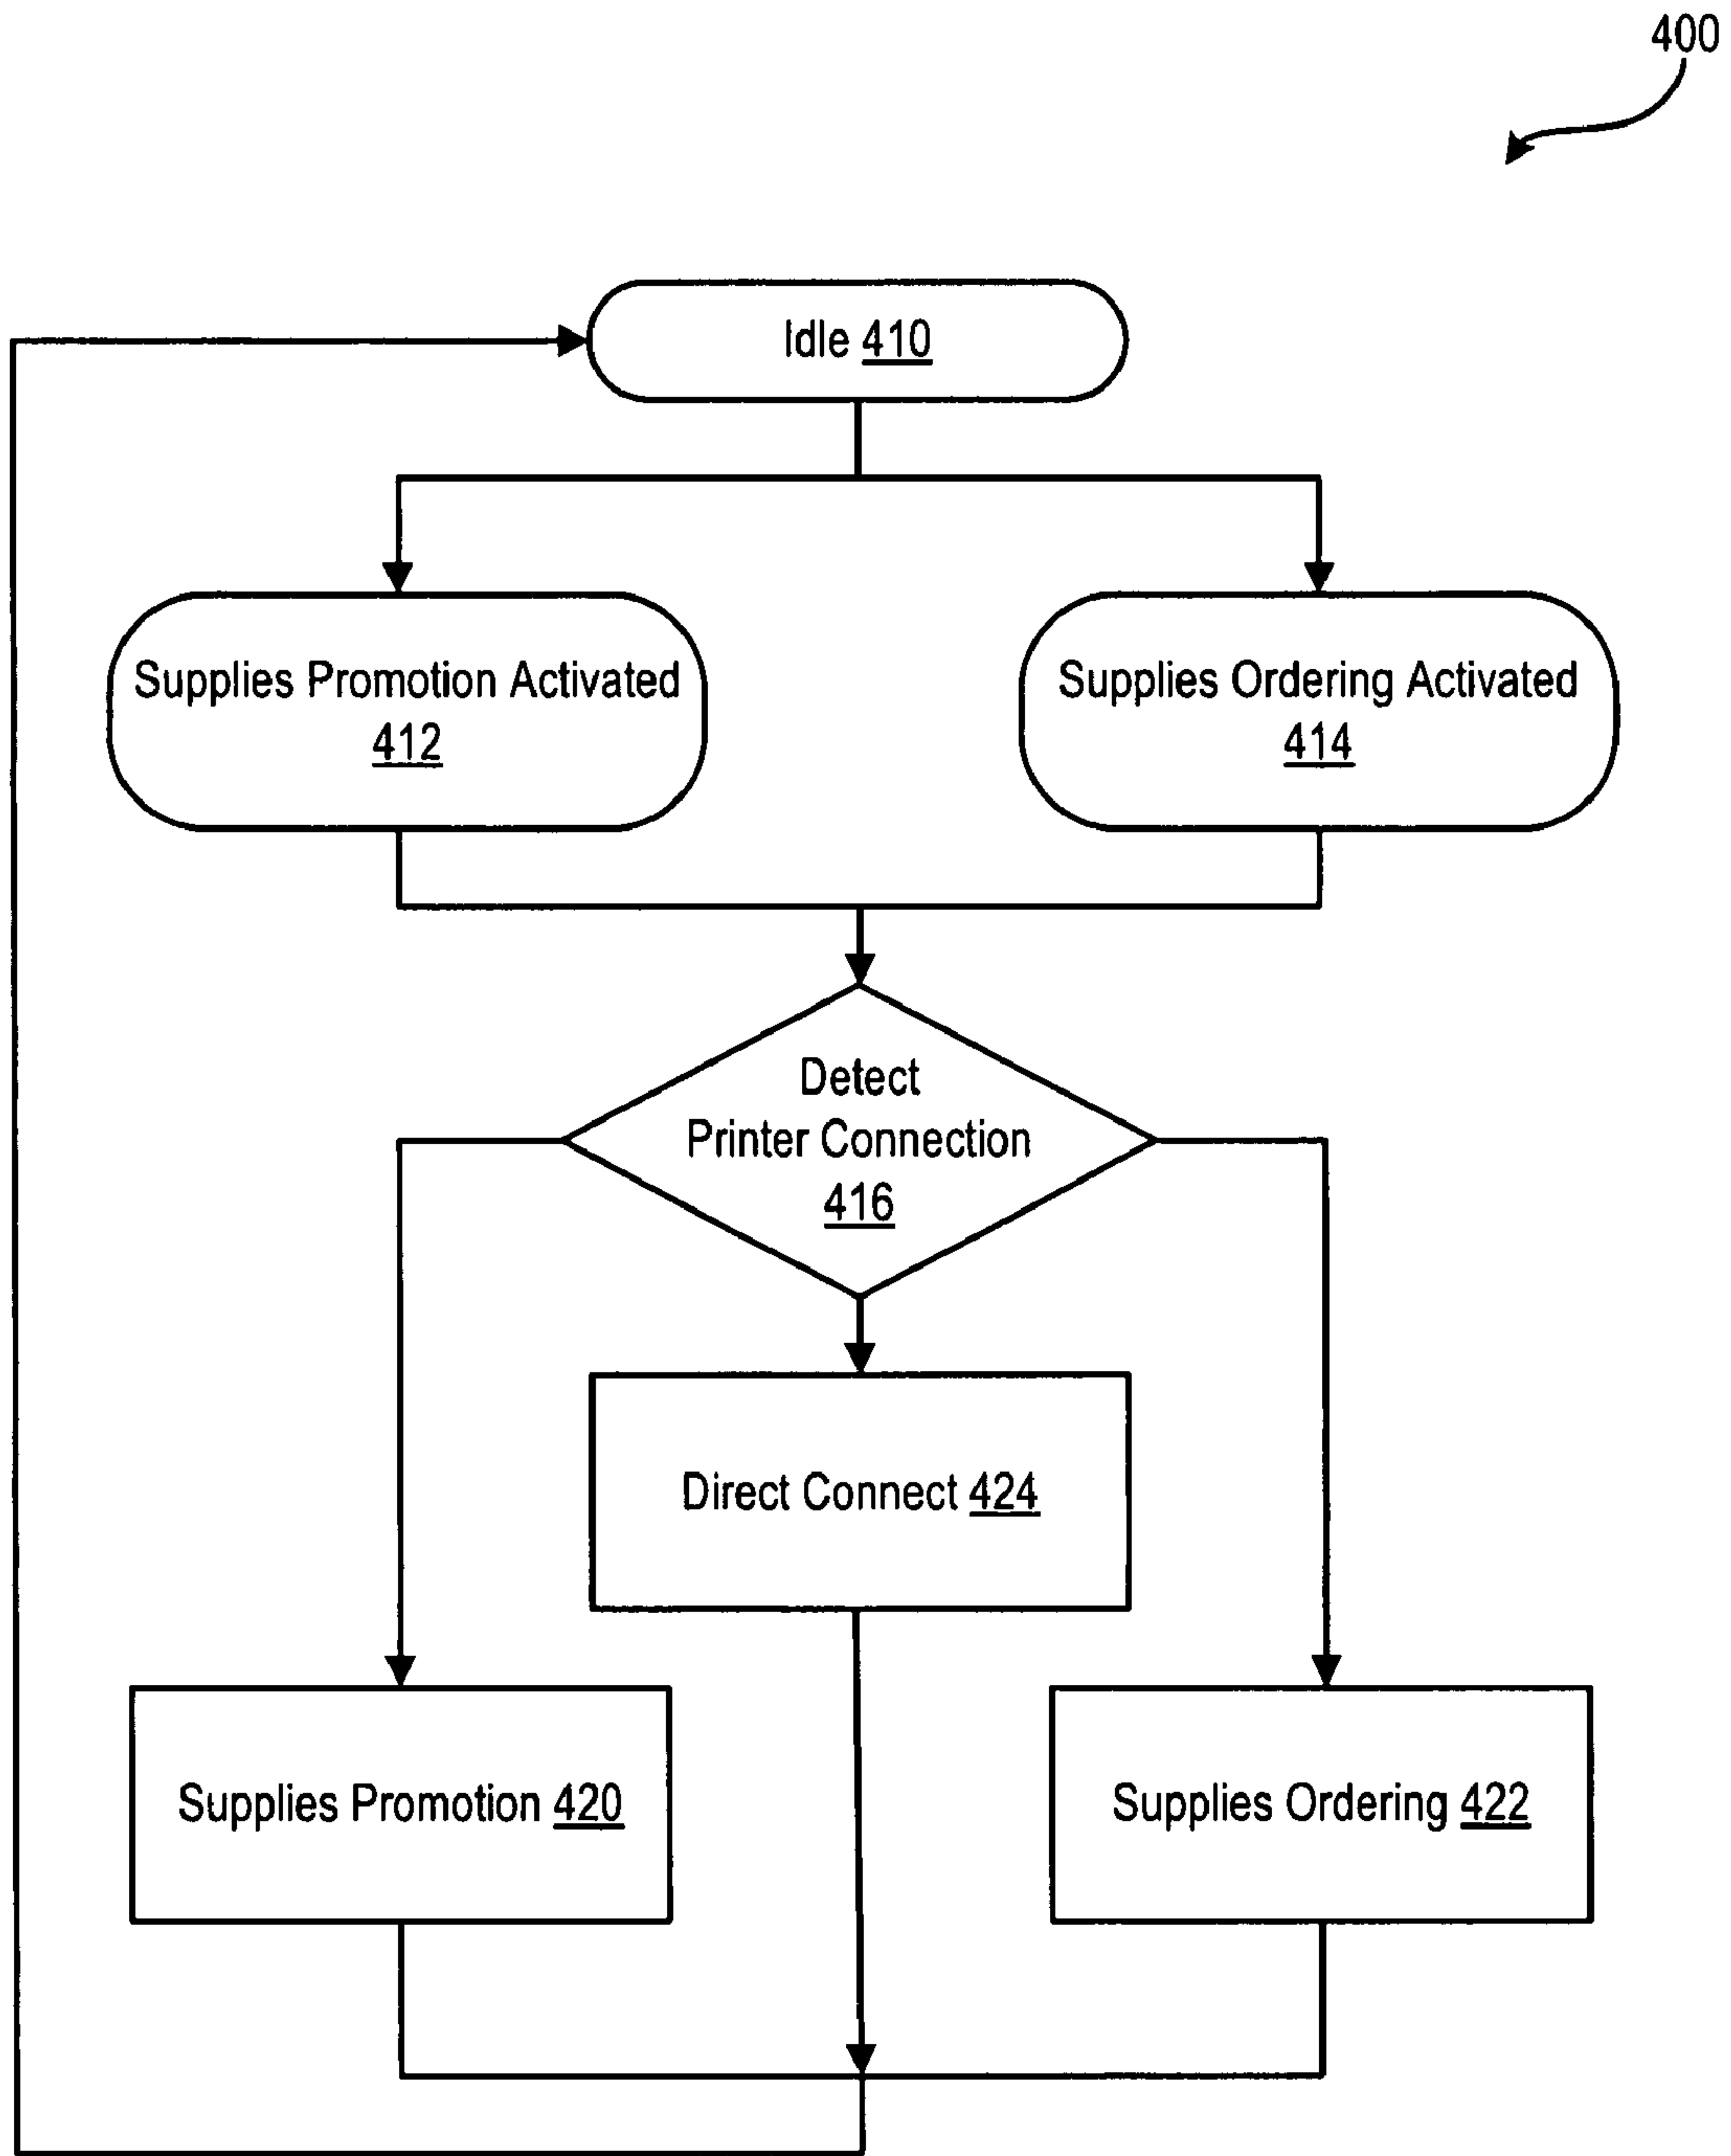 400
Idle 410
Supplies Promotion Activated
412
Supplies Ordering Activated
414
Detect
Printer Connection
416
Direct Connect 424
Supplies Promotion 420
Supplies Ordering 422